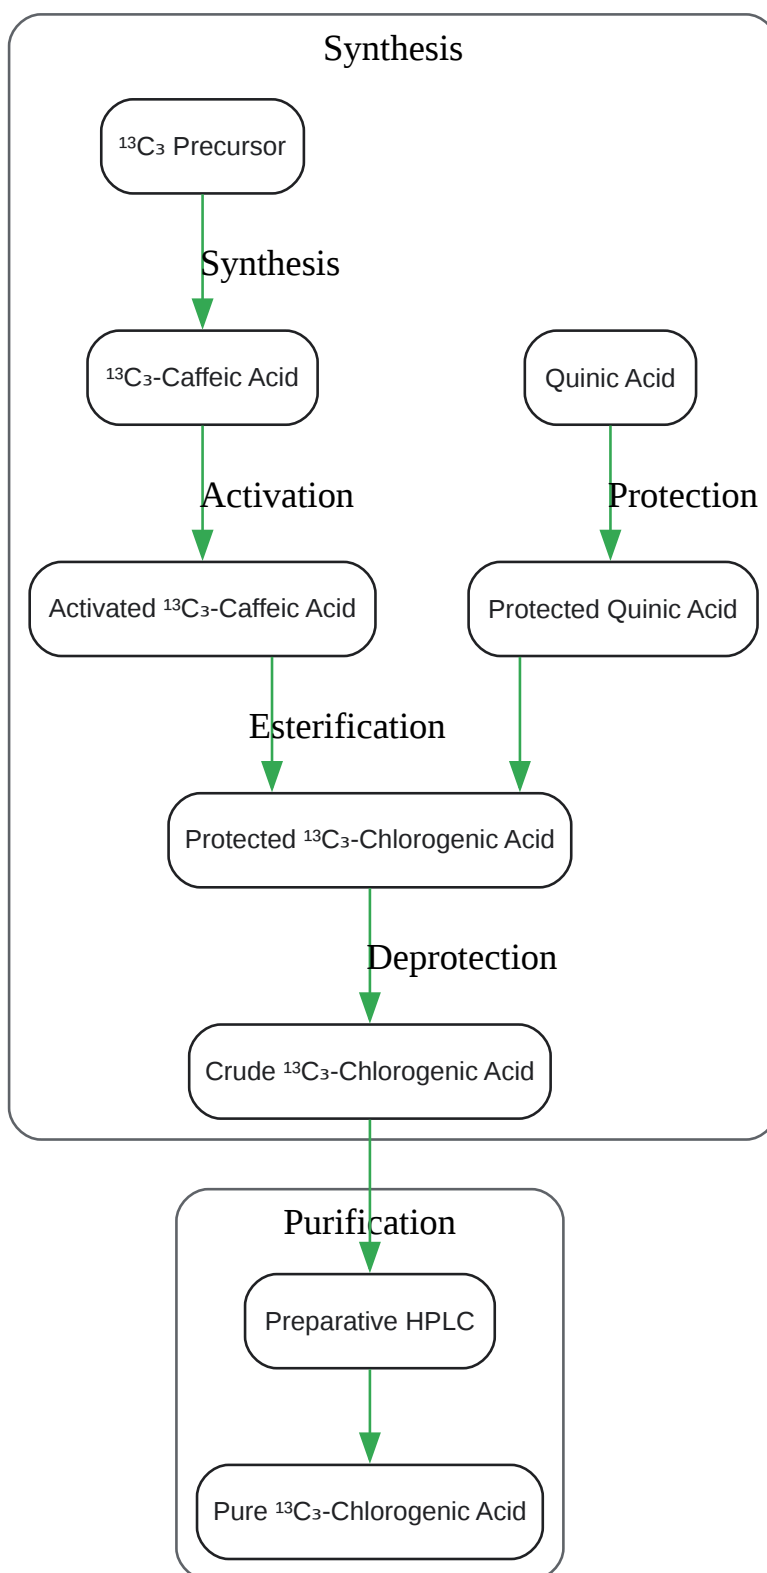 Synthesis
¹³C₃ Precursor
Synthesis
¹³C₃-Caffeic Acid
Quinic Acid
Activation
Protection
Activated ¹³C₃-Caffeic Acid
Protected Quinic Acid
Esterification
Protected ¹³C₃-Chlorogenic Acid
Deprotection
Crude ¹³C₃-Chlorogenic Acid
Purification
Preparative HPLC
Pure ¹³C₃-Chlorogenic Acid